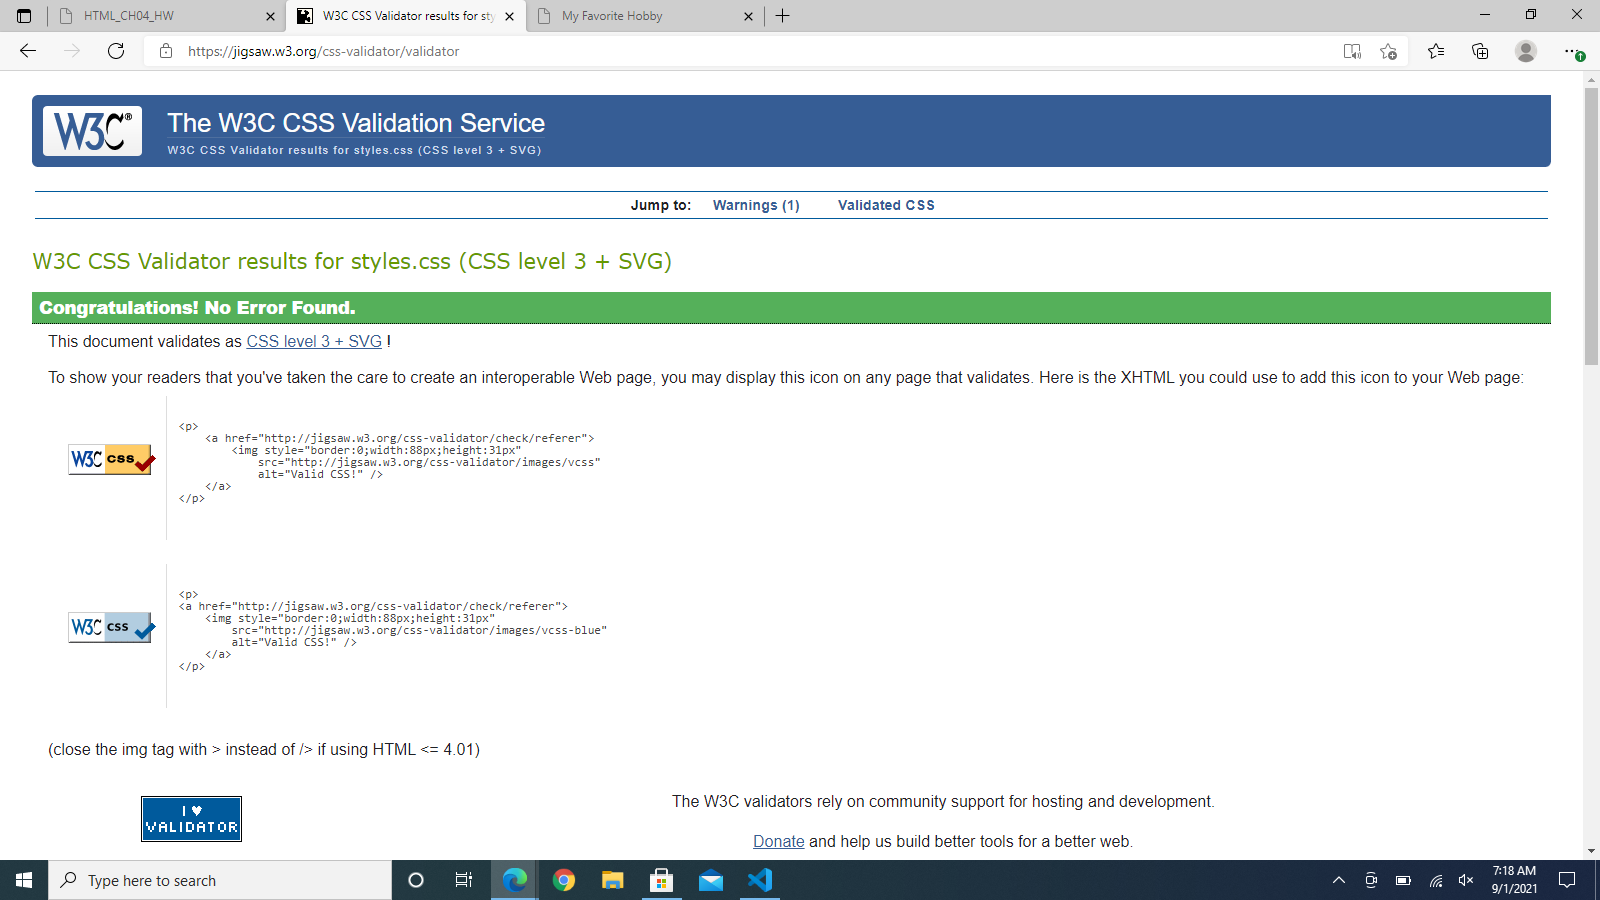 HTML_CH04_HW
W3C CSS Validator results for sty
My Favorite Hobby
https://jigsaw.w3.org/css-validator/validator
W3C®
The W3C CSS Validation Service
W3C CSS Validator results for styles.css (CSS level 3 + SVG)
Jump to: Warnings (1) Validated CSS
W3C CSS Validator results for styles.css (CSS level 3 + SVG)
Congratulations! No Error Found.
This document validates as CSS level 3 + SVG !
To show your readers that you've taken the care to create an interoperable Web page, you may display this icon on any page that validates. Here is the XHTML you could use to add this icon to your Web page:
W3C css
<p>
<a href="http://jigsaw.w3.org/css-validator/check/referer">
<img style="border:0;width:88px;height:31px"
src="http://jigsaw.w3.org/css-validator/images/vcss"
alt="Valid CSS!" />
</a>
</p>
W3C css
<p>
<a href="http://jigsaw.w3.org/css-validator/check/referer">
<img style="border:0;width:88px;height:31px"
src="http://jigsaw.w3.org/css-validator/images/vcss-blue"
alt="Valid CSS!" />
</a>
</p>
(close the img tag with > instead of /> if using HTML <= 4.01)
I ♥
VALIDATOR
The W3C validators rely on community support for hosting and development.
Donate and help us build better tools for a better web.
Type here to search
7:18 AM
9/1/2021